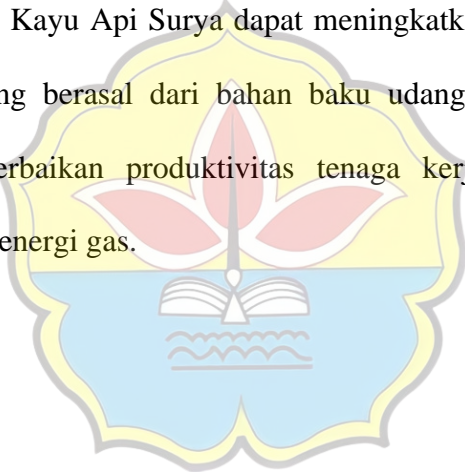 Kayu Api Surya dapat meningkatk
ng berasal dari bahan baku udang
erbaikan produktivitas tenaga kerj
energi gas.